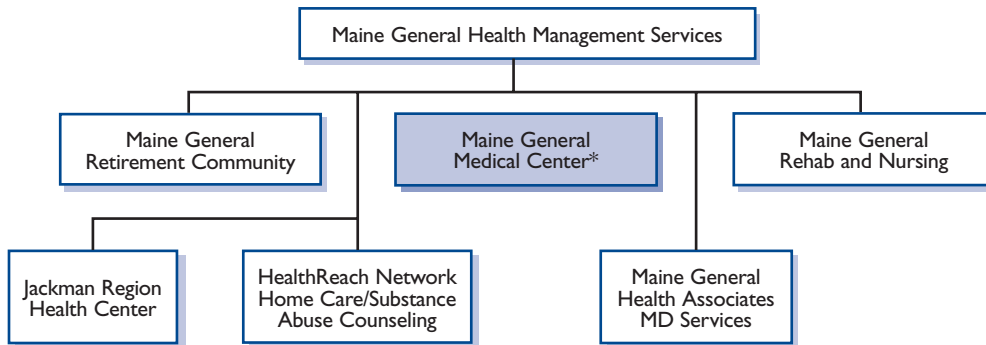 Maine General Health Management Services
Maine General
Retirement Community
Maine General
Medical Center*
Maine General
Rehab and Nursing
Jackman Region
Health Center
HealthReach Network
Home Care/Substance
Abuse Counseling
Maine General
Health Associates
MD Services